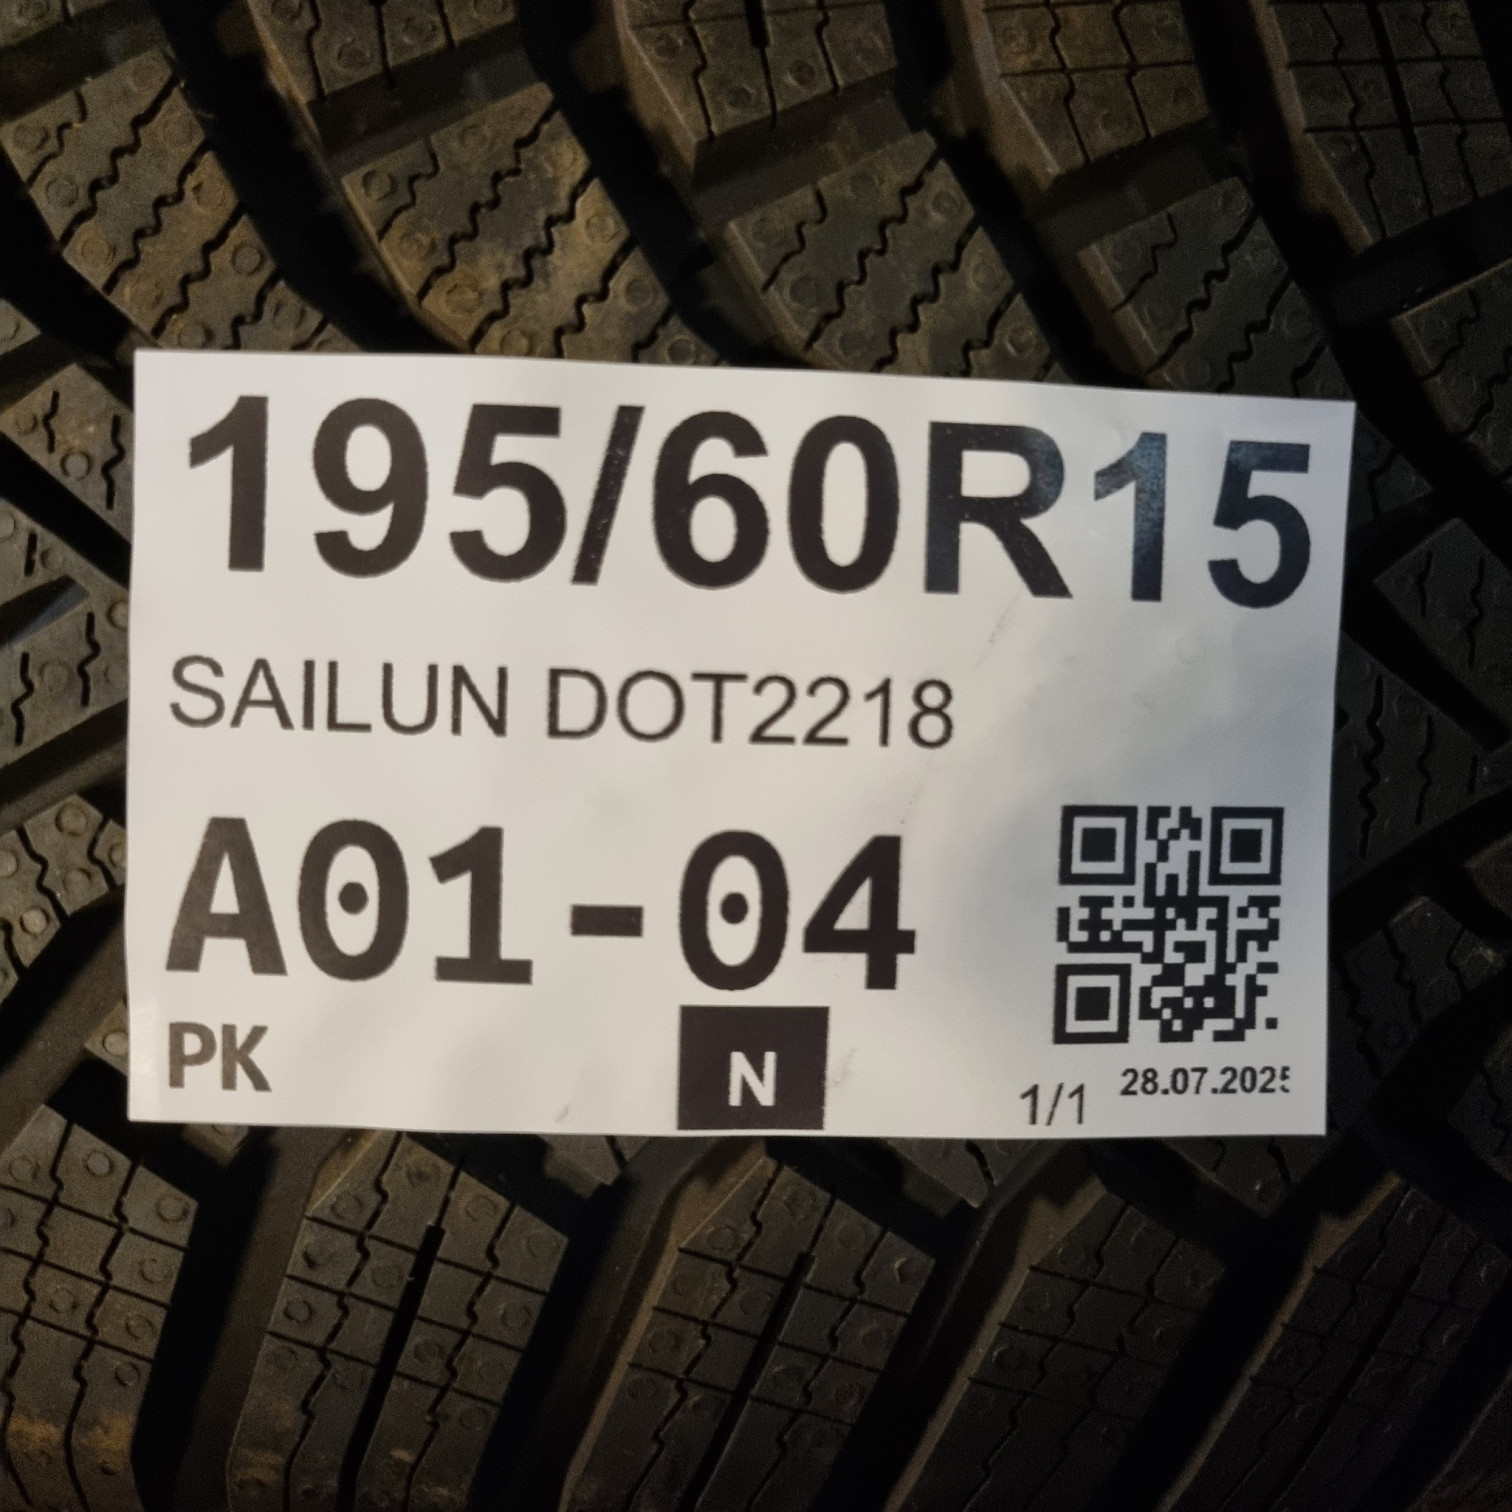 195/60R15
SAILUN DOT2218
A01-04
PK
N
1/1
28.07.2025